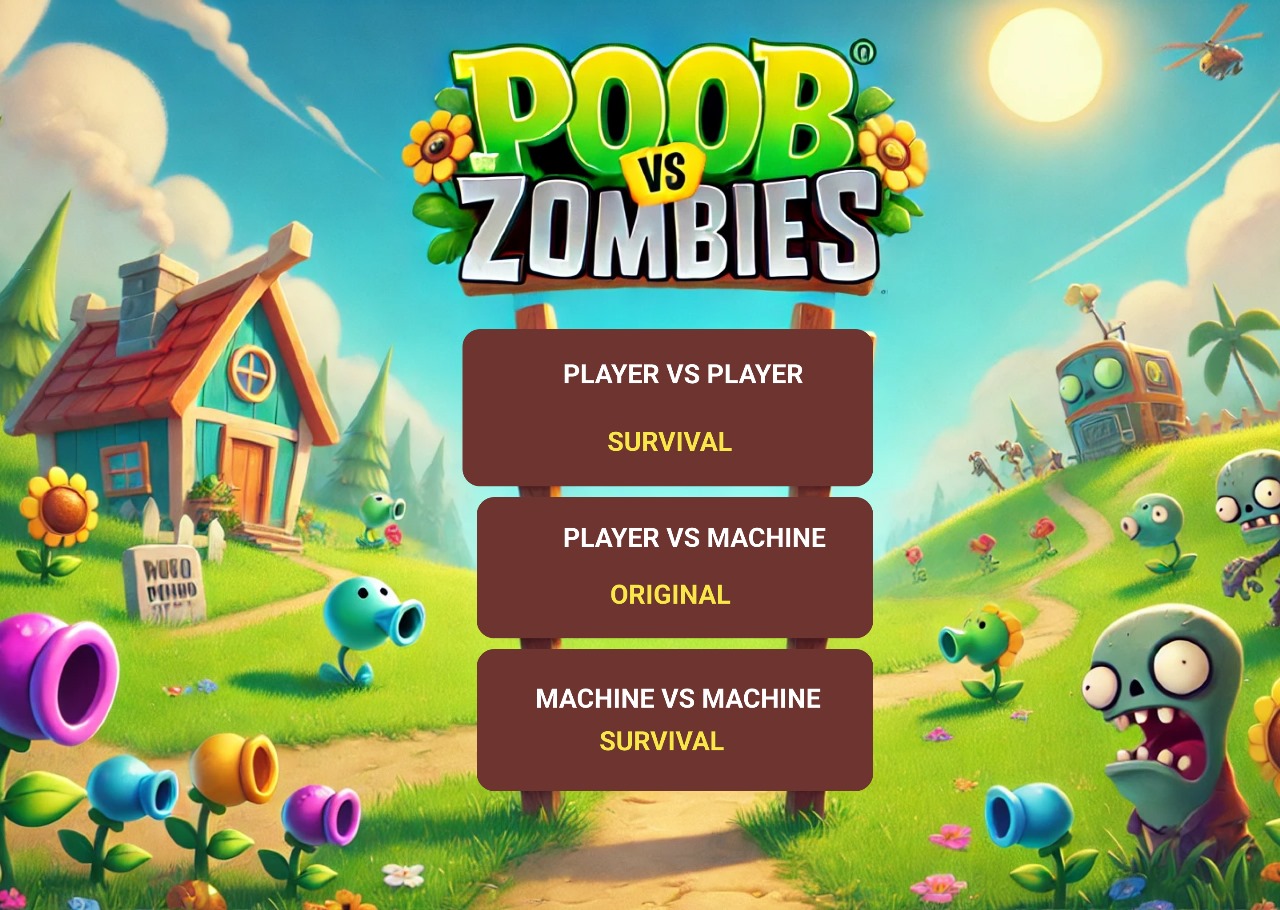 POOB
VS
ZOMBIES
PLAYER VS PLAYER
SURVIVAL
PLAYER VS MACHINE
ORIGINAL
MACHINE VS MACHINE
SURVIVAL